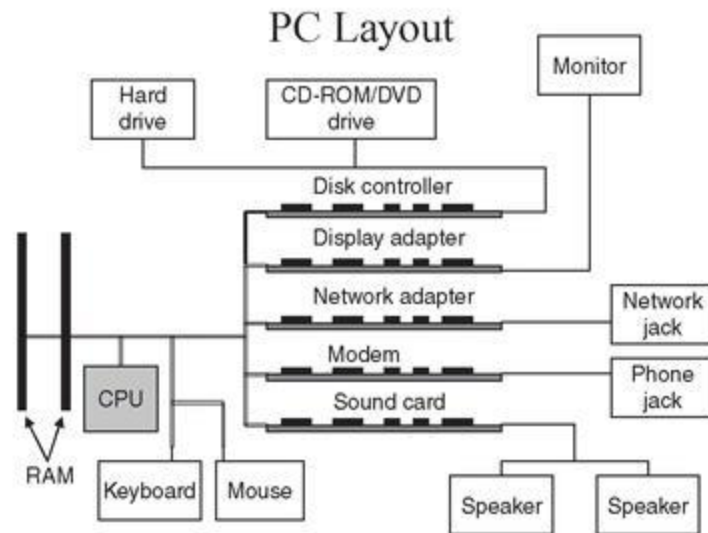 PC Layout
Hard
drive
CD-ROM/DVD
drive
Monitor
Disk controller
Display adapter
Network adapter
Network
jack
Modem
Phone
jack
CPU
Sound card
RAM
Keyboard
Mouse
Speaker
Speaker